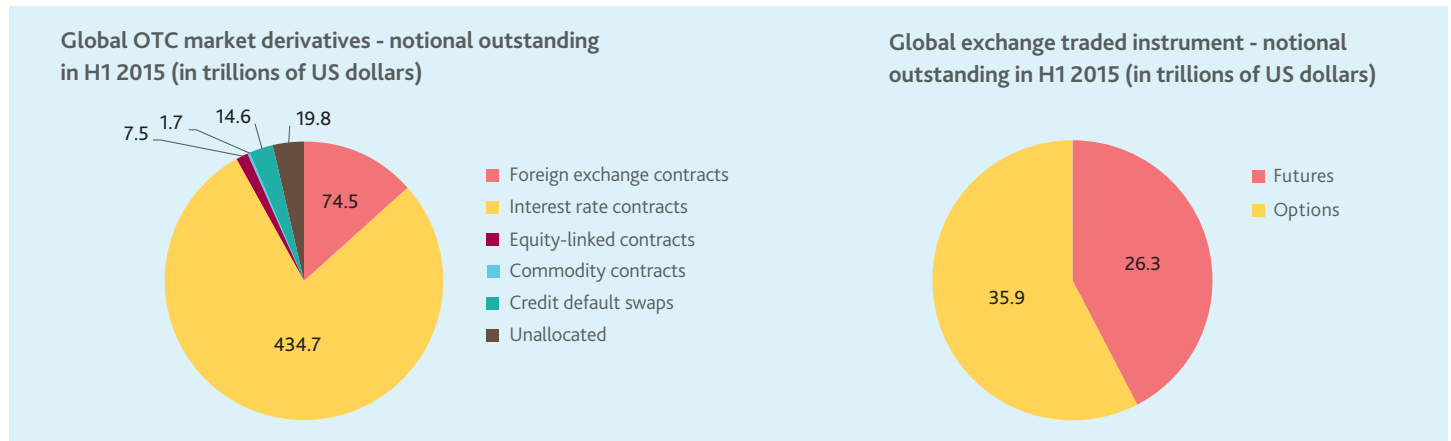 Global OTC market derivatives - notional outstanding
in H1 2015 (in trillions of US dollars)
7.5
1.7
14.6
19.8
74.5
434.7
Foreign exchange contracts
Interest rate contracts
Equity-linked contracts
Commodity contracts
Credit default swaps
Unallocated
Global exchange traded instrument - notional
outstanding in H1 2015 (in trillions of US dollars)
26.3
35.9
Futures
Options